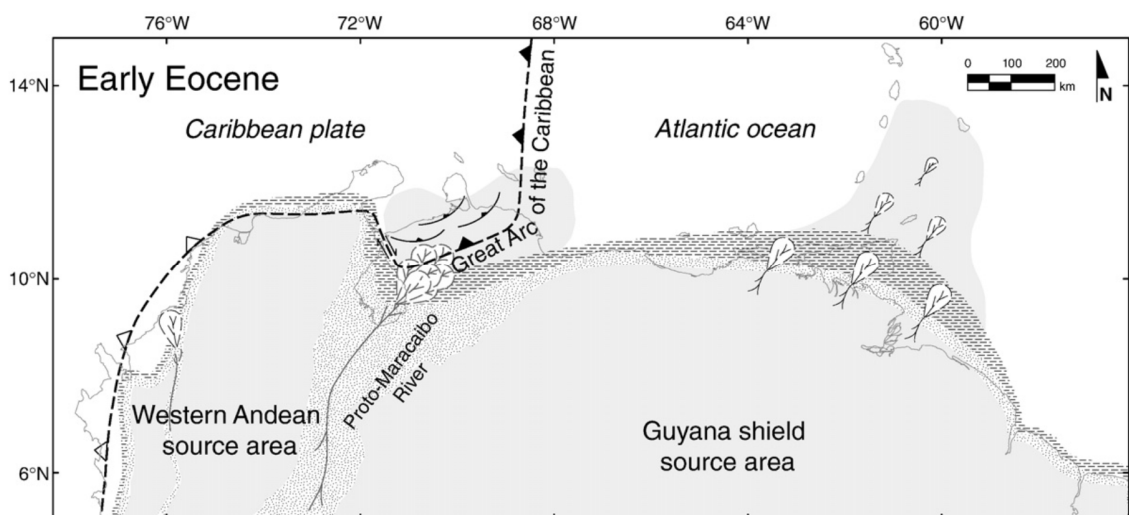 76°W 72°W 68°W 64°W 60°W
14°N
10°N
6°N
Early Eocene
Caribbean plate
Atlantic ocean
0 100 200
km
N
Great Arc of the Caribbean
Proto-Maracaibo
River
Western Andean
source area
Guyana shield
source area